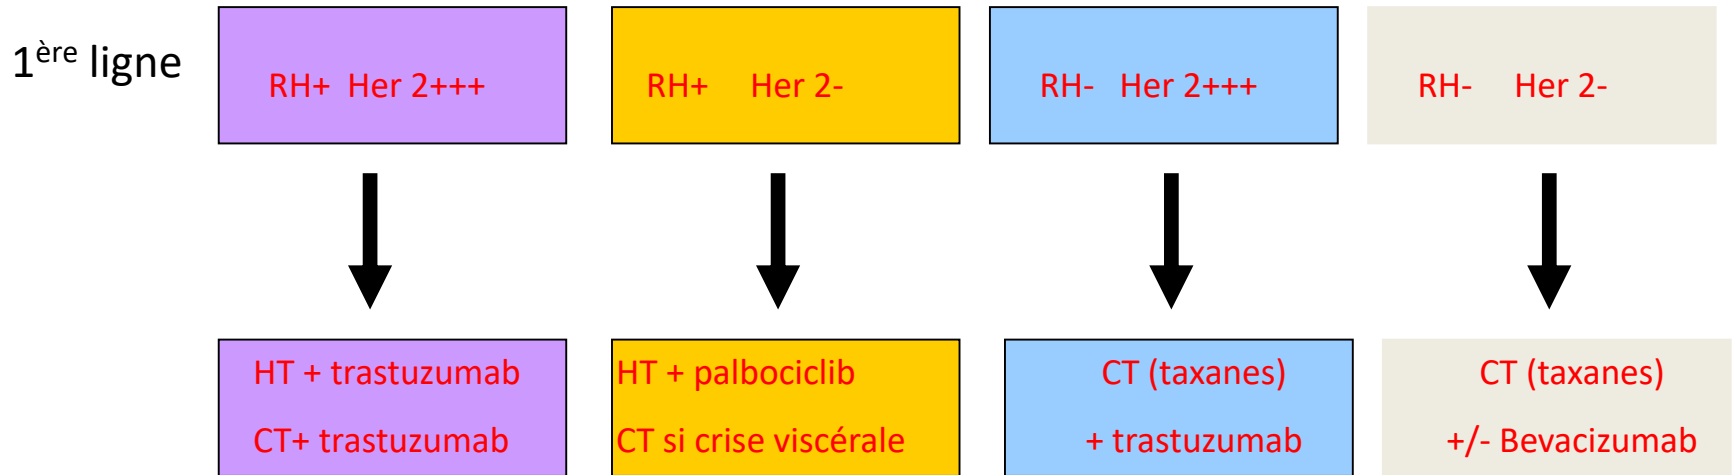 1ère ligne
RH+ Her 2+++
RH+ Her 2-
RH- Her 2+++
RH- Her 2-
HT + trastuzumab
CT+ trastuzumab
HT + palbociclib
CT si crise viscérale
CT (taxanes)
+ trastuzumab
CT (taxanes)
+/- Bevacizumab